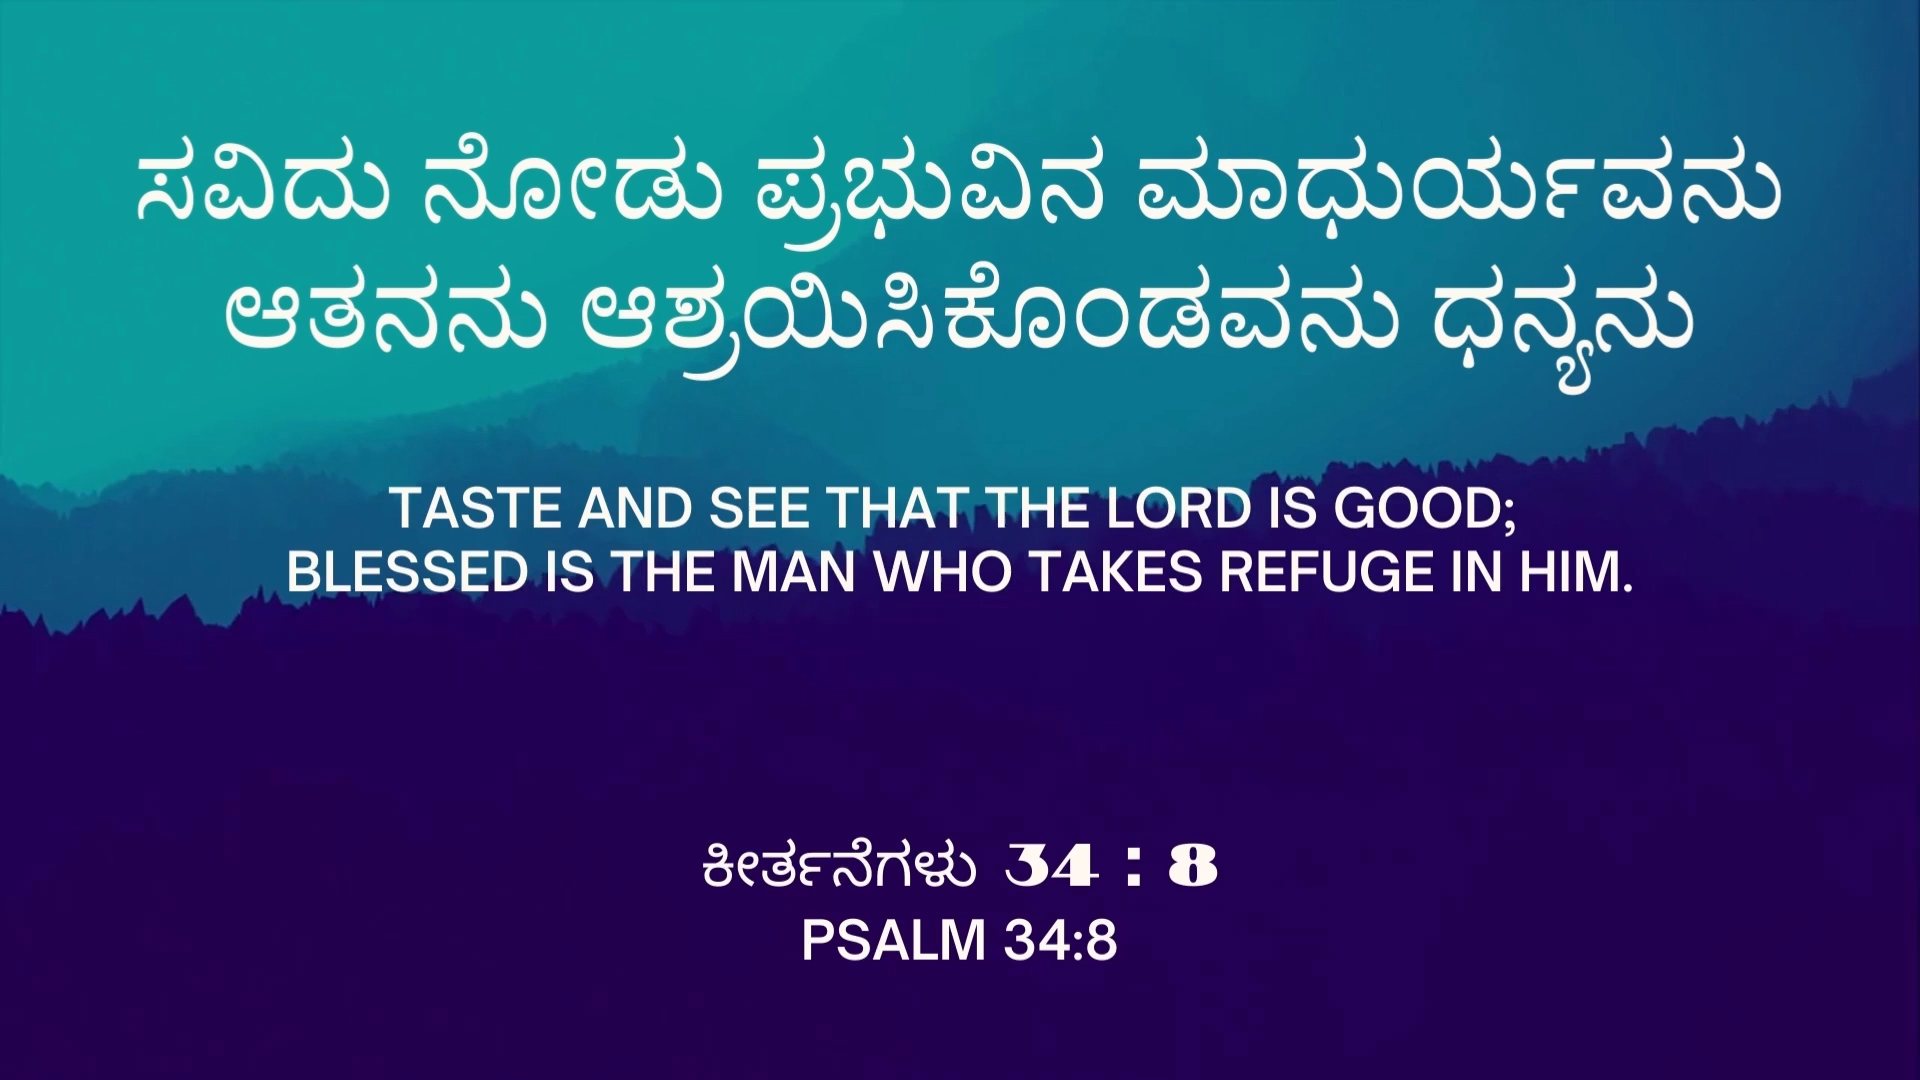 ಸವಿದು ನೋಡು ಪ್ರಭುವಿನ ಮಾಧುರ್ಯವನು
ಆತನನು ಆಶ್ರಯಿಸಿಕೊಂಡವನು ಧನ್ಯನು
TASTE AND SEE THAT THE LORD IS GOOD;
BLESSED IS THE MAN WHO TAKES REFUGE IN HIM.
ಕೀರ್ತನೆಗಳು 34 : 8
PSALM 34:8